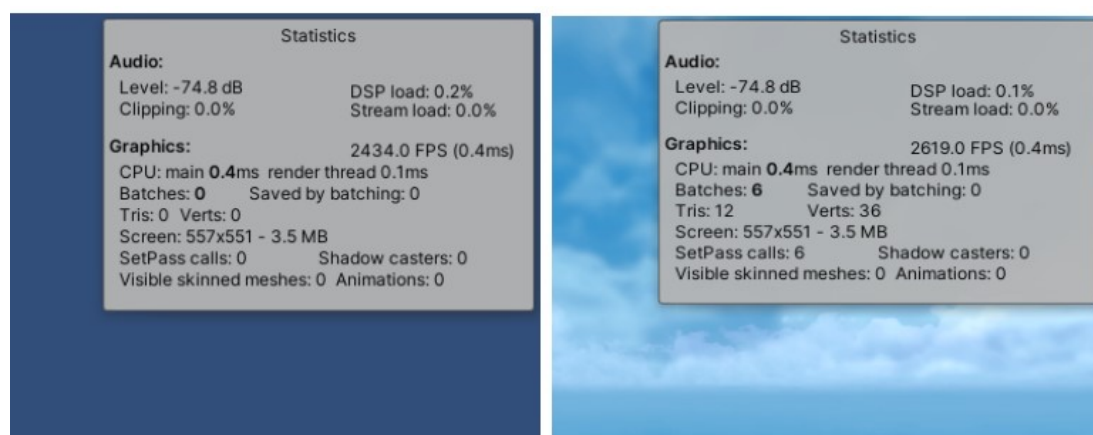 Statistics
Audio:
Level: -74.8 dB DSP load: 0.2%
Clipping: 0.0% Stream load: 0.0%
Graphics: 2434.0 FPS (0.4ms)
CPU: main 0.4ms render thread 0.1ms
Batches: 0 Saved by batching: 0
Tris: 0 Verts: 0
Screen: 557x551 - 3.5 MB
SetPass calls: 0 Shadow casters: 0
Visible skinned meshes: 0 Animations: 0
Statistics
Audio:
Level: -74.8 dB DSP load: 0.1%
Clipping: 0.0% Stream load: 0.0%
Graphics: 2619.0 FPS (0.4ms)
CPU: main 0.4ms render thread 0.1ms
Batches: 6 Saved by batching: 0
Tris: 12 Verts: 36
Screen: 557x551 - 3.5 MB
SetPass calls: 6 Shadow casters: 0
Visible skinned meshes: 0 Animations: 0